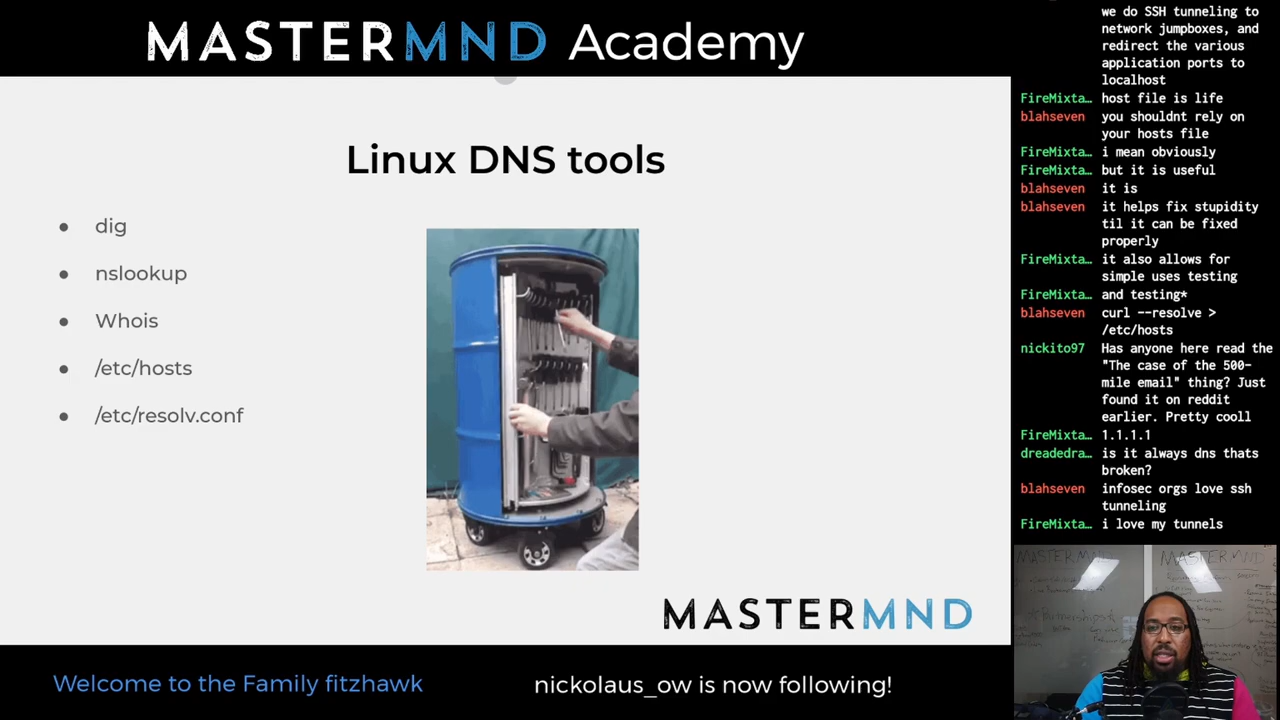 MASTERMND Academy
Linux DNS tools
dig
nslookup
Whois
/etc/hosts
/etc/resolv.conf
MASTERMND
Welcome to the Family fitzhawk
nickolaus_ow is now following!
we do SSH tunneling to
network jumpboxes, and
redirect the various
application ports to
localhost
FireMixta… host file is life
blahseven you shouldnt rely on
your hosts file
FireMixta… i mean obviously
FireMixta… but it is useful
blahseven it is
blahseven it helps fix stupidity
til it can be fixed
properly
FireMixta… it also allows for
simple uses testing
FireMixta… and testing*
blahseven curl --resolve >
/etc/hosts
nickito97 Has anyone here read the
"The case of the 500-
mile email" thing? Just
found it on reddit
earlier. Pretty cooll
FireMixta… 1.1.1.1
dreadedra… is it always dns thats
broken?
blahseven infosec orgs love ssh
tunneling
FireMixta… i love my tunnels
MASTERMND
MASTERMND